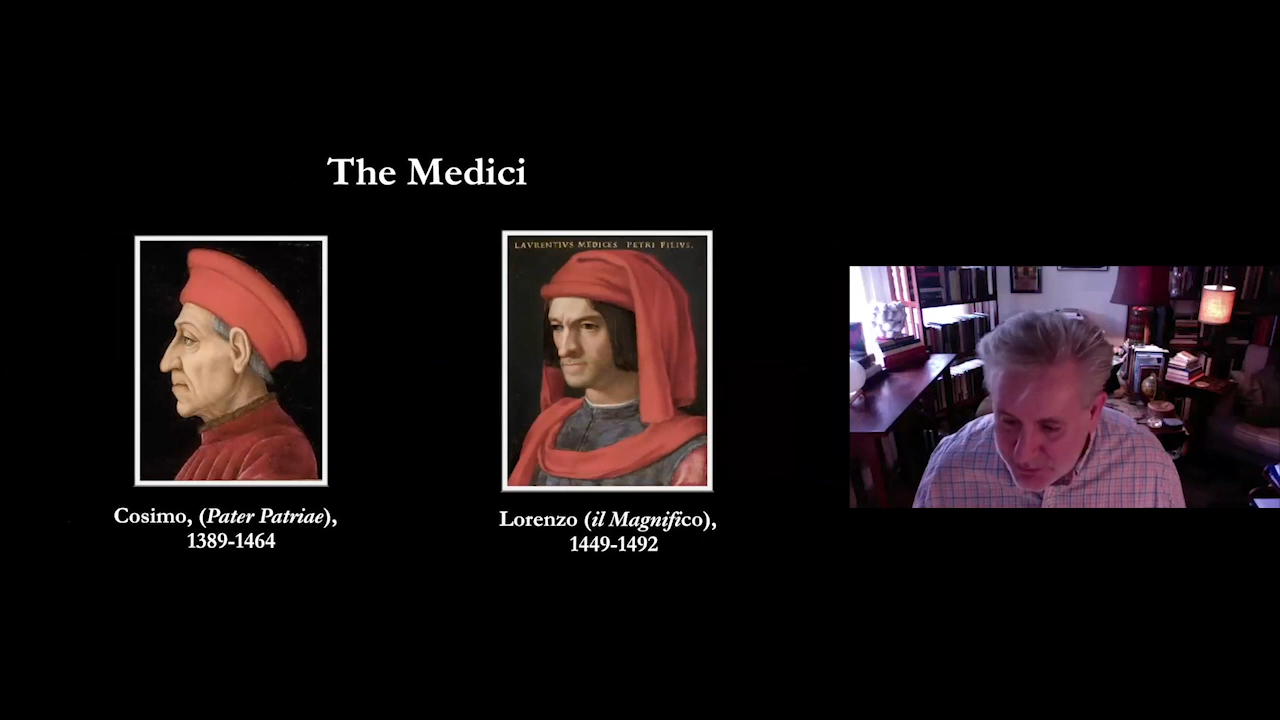 The Medici
LAVRENTIVS MEDICES PETRI FILIVS.
Cosimo, (Pater Patriae),
1389-1464
Lorenzo (il Magnifico),
1449-1492